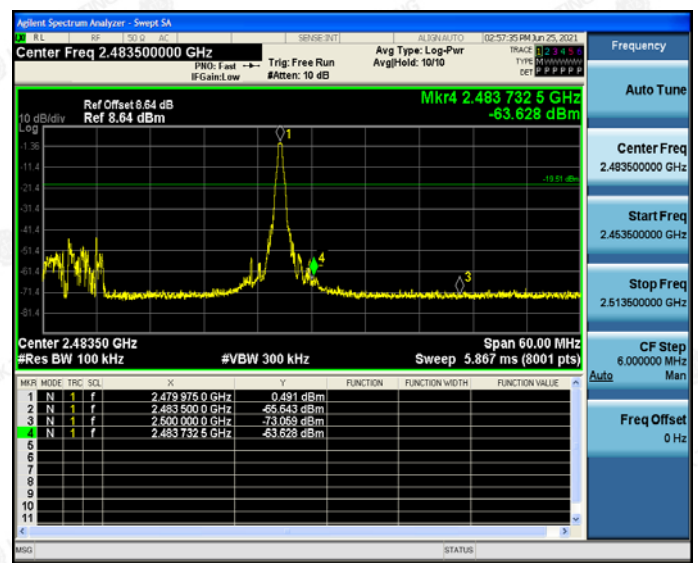 Agilent Spectrum Analyzer - Swept SA
RL RF 50 Ω AC SENSE:INT ALIGNAUTO 02:57:35 PM Jun 25, 2021
Center Freq 2.483500000 GHz
PNO: Fast
IFGain:Low
Trig: Free Run
#Atten: 10 dB
Avg Type: Log-Pwr
Avg|Hold: 10/10
TRACE 1 2 3 4 5 6
TYPE MWWWWW
DET P P P P P P
Frequency
Auto Tune
Center Freq
2.483500000 GHz
Start Freq
2.453500000 GHz
Stop Freq
2.513500000 GHz
CF Step
6.000000 MHz
Auto Man
Freq Offset
0 Hz
Mkr4 2.483 732 5 GHz
-63.628 dBm
Ref Offset 8.64 dB
10 dB/div Ref 8.64 dBm
Log
1
-1.36
-11.4
-19.51 dBm
-21.4
-31.4
-41.4
-51.4
4
-61.4
3
-71.4
-81.4
Center 2.48350 GHz Span 60.00 MHz
#Res BW 100 kHz #VBW 300 kHz Sweep 5.867 ms (8001 pts)
MKR MODE TRC SCL X Y FUNCTION FUNCTION WIDTH FUNCTION VALUE
1 N 1 f 2.479 975 0 GHz 0.491 dBm
2 N 1 f 2.483 500 0 GHz -65.643 dBm
3 N 1 f 2.500 000 0 GHz -73.059 dBm
4 N 1 f 2.483 732 5 GHz -63.628 dBm
5
6
7
8
9
10
11
MSG STATUS